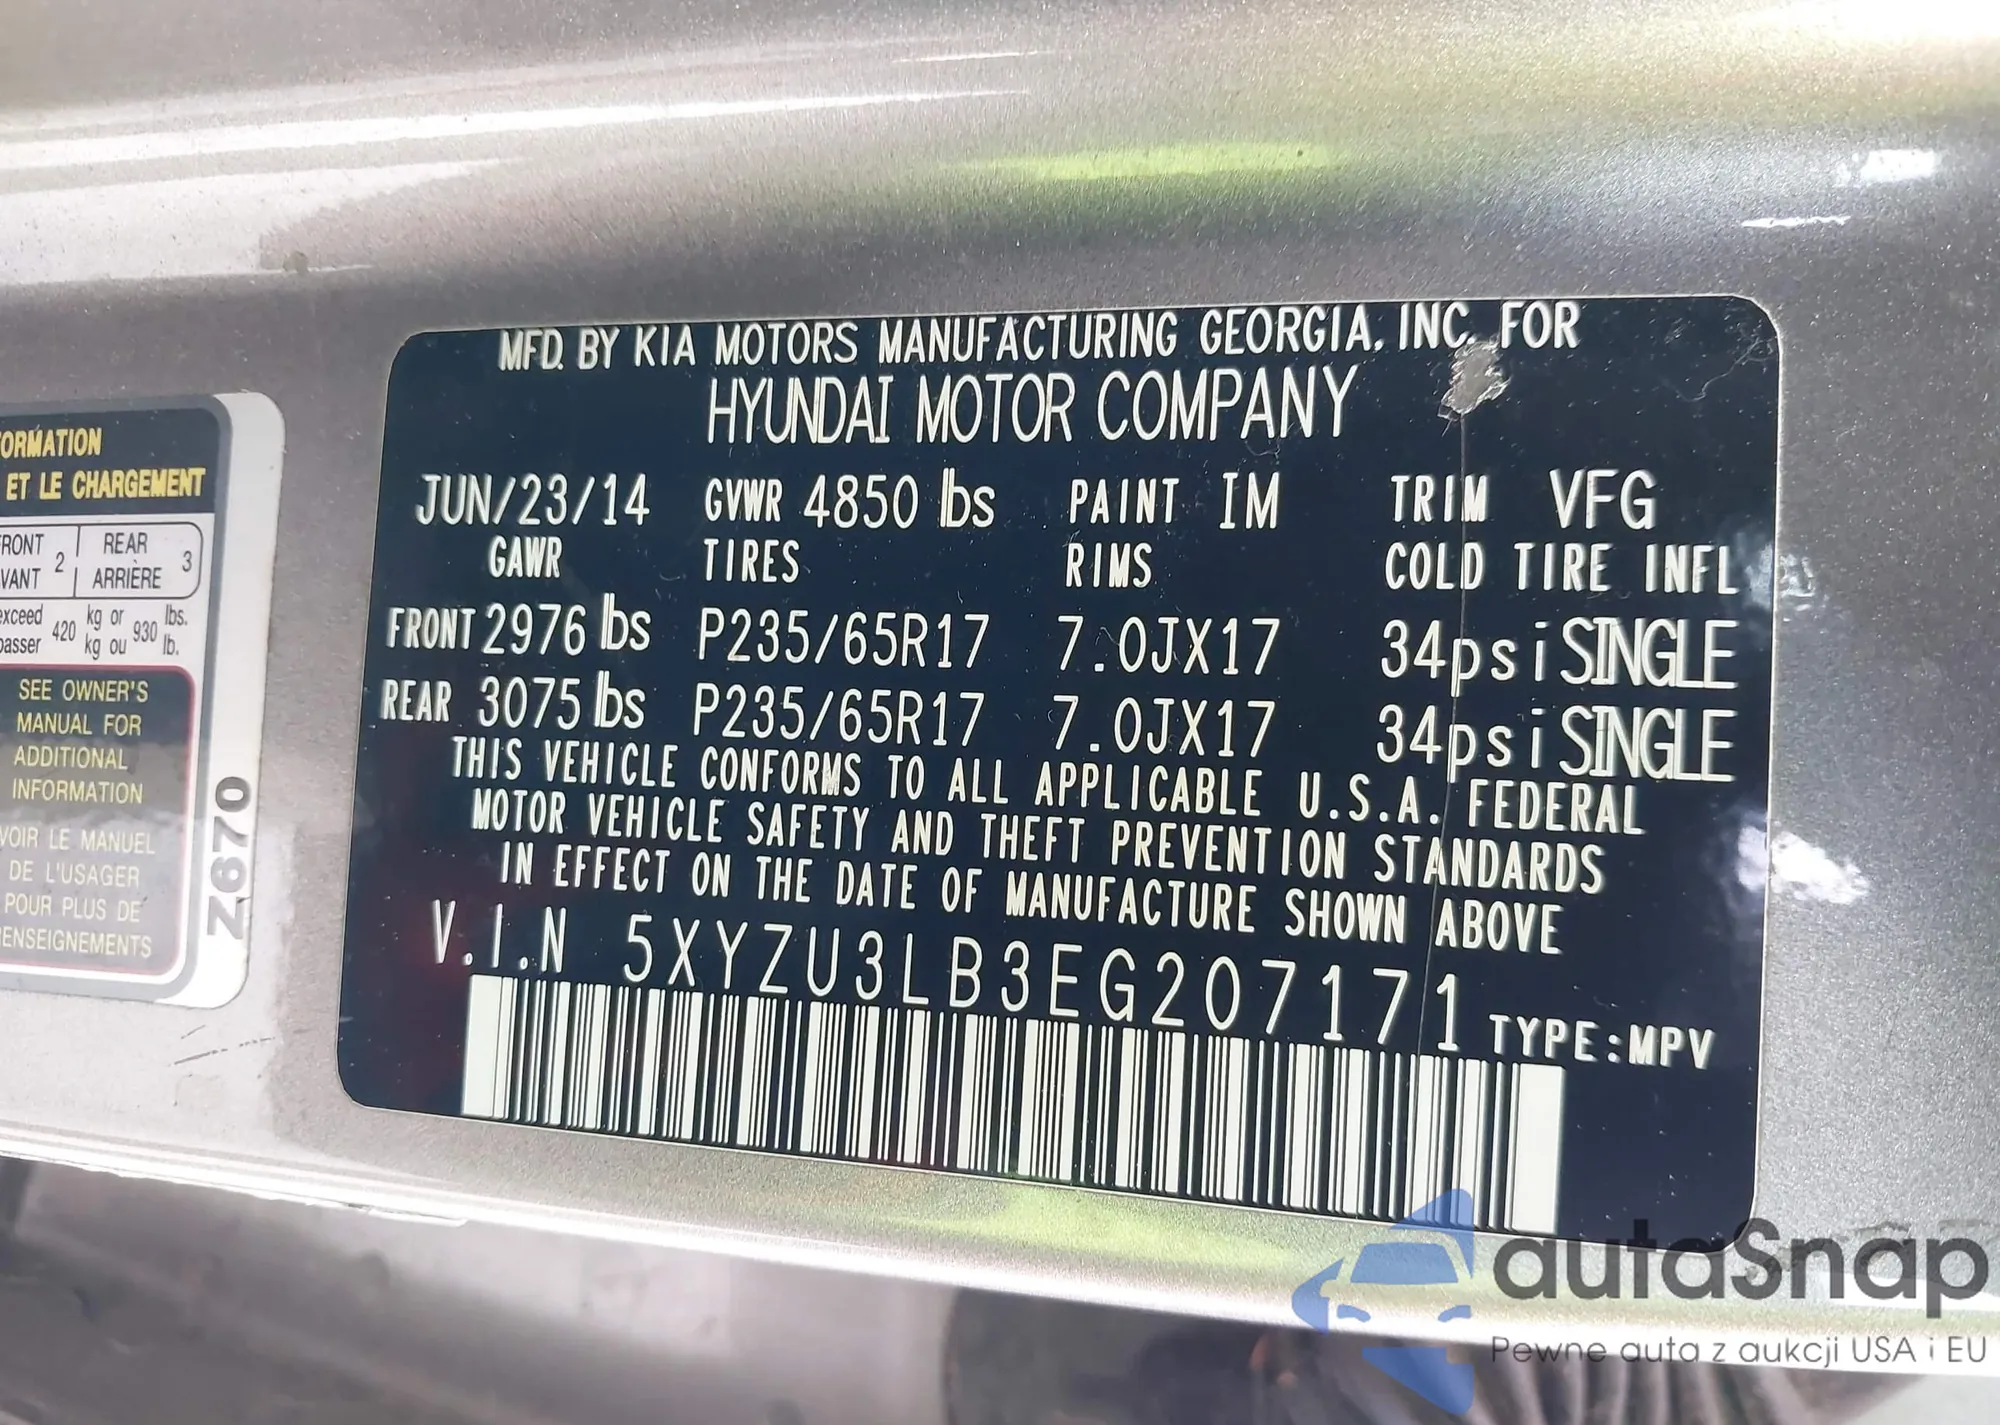 MFD. BY KIA MOTORS MANUFACTURING GEORGIA, INC. FOR
HYUNDAI MOTOR COMPANY
JUN/23/14 GVWR 4850 lbs PAINT IM TRIM VFG
GAWR TIRES RIMS COLD TIRE INFL
FRONT 2976 lbs P235/65R17 7.0JX17 34psi SINGLE
REAR 3075 lbs P235/65R17 7.0JX17 34psi SINGLE
THIS VEHICLE CONFORMS TO ALL APPLICABLE U.S.A. FEDERAL
MOTOR VEHICLE SAFETY AND THEFT PREVENTION STANDARDS
IN EFFECT ON THE DATE OF MANUFACTURE SHOWN ABOVE
V.I.N 5XYZU3LB3EG207171 TYPE:MPV
ORMATION
ET LE CHARGEMENT
RONT 2 REAR 3
VANT ARRIÈRE
exceed 420 kg or 930 lbs.
passer kg ou lb.
SEE OWNER'S
MANUAL FOR
ADDITIONAL
INFORMATION
VOIR LE MANUEL
DE L'USAGER
POUR PLUS DE
RENSEIGNEMENTS
Z670
autaSnap
Pewne auta z aukcji USA i EU